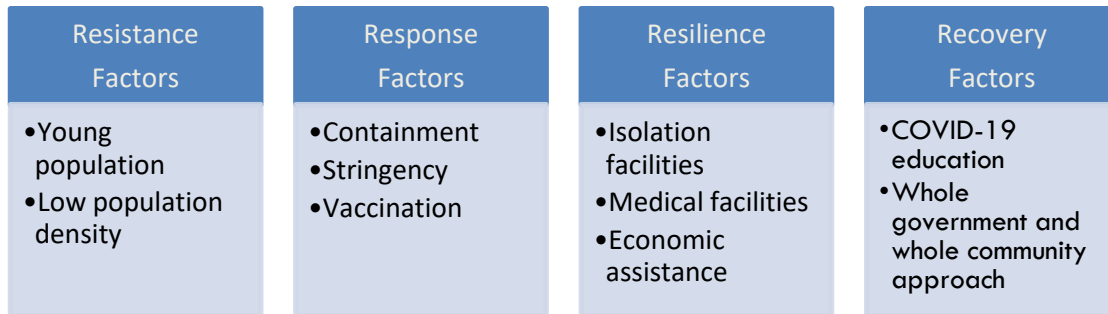 Resistance
Factors
•Young
population
•Low population
density
Response
Factors
•Containment
•Stringency
•Vaccination
Resilience
Factors
•Isolation
facilities
•Medical facilities
•Economic
assistance
Recovery
Factors
•COVID-19
education
•Whole
government and
whole community
approach